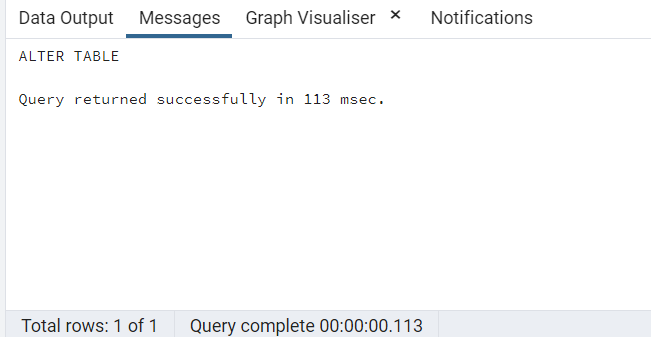 Data Output Messages Graph Visualiser × Notifications
ALTER TABLE
Query returned successfully in 113 msec.
Total rows: 1 of 1 Query complete 00:00:00.113